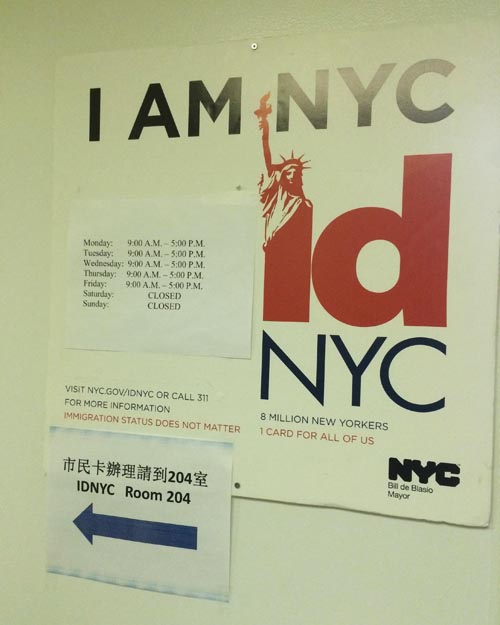 I AM NYC
id
NYC
Monday: 9:00 A.M. – 5:00 P.M.
Tuesday: 9:00 A.M. – 5:00 P.M.
Wednesday: 9:00 A.M. – 5:00 P.M.
Thursday: 9:00 A.M. – 5:00 P.M.
Friday: 9:00 A.M. – 5:00 P.M.
Saturday: CLOSED
Sunday: CLOSED
VISIT NYC.GOV/IDNYC OR CALL 311
FOR MORE INFORMATION
IMMIGRATION STATUS DOES NOT MATTER
8 MILLION NEW YORKERS
1 CARD FOR ALL OF US
市民卡辦理請到204室
IDNYC Room 204
NYC
Bill de Blasio
Mayor